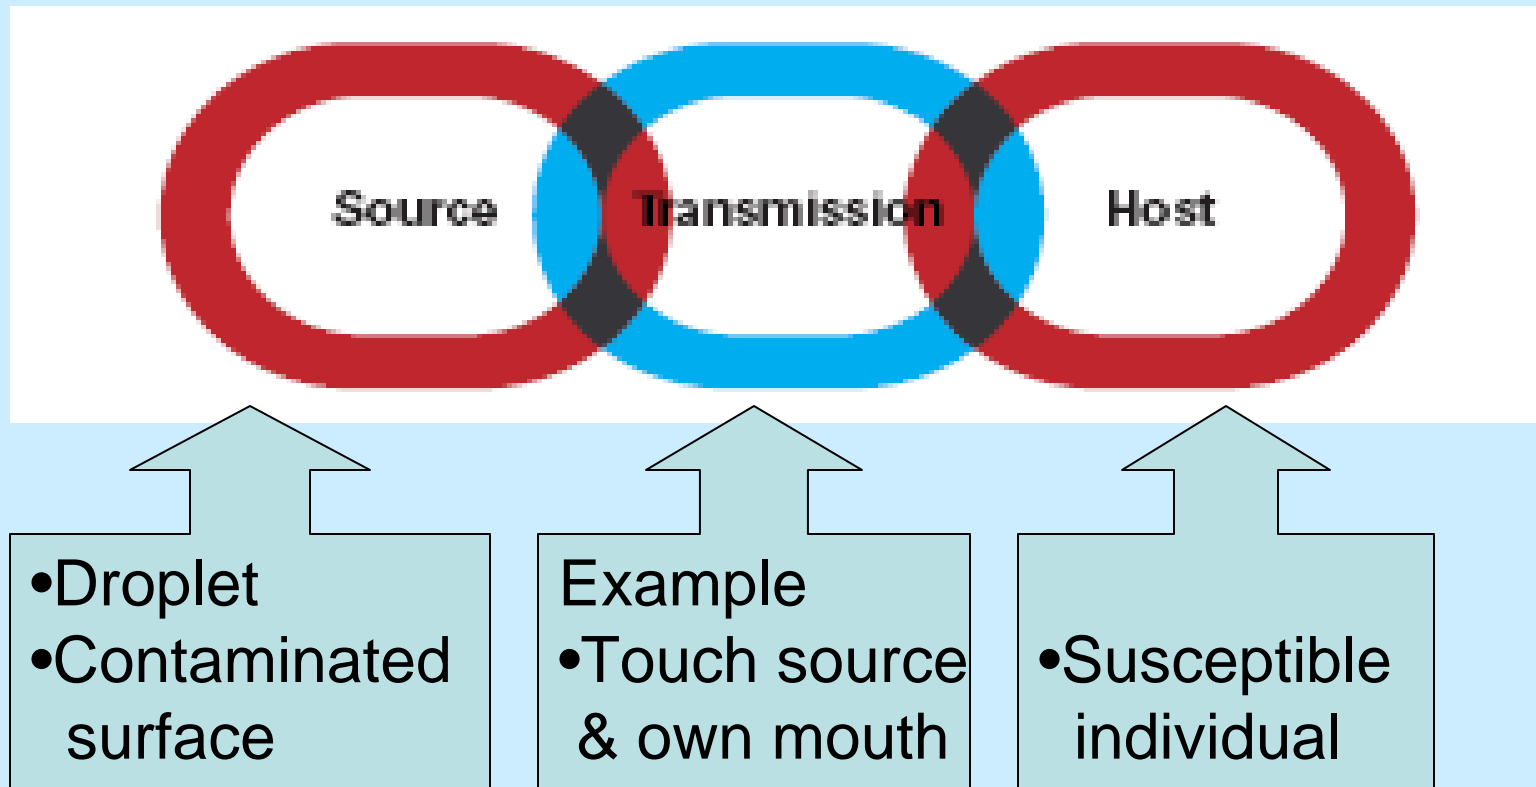 Source Transmission Host
•Droplet
•Contaminated
surface
Example
•Touch source
& own mouth
•Susceptible
individual